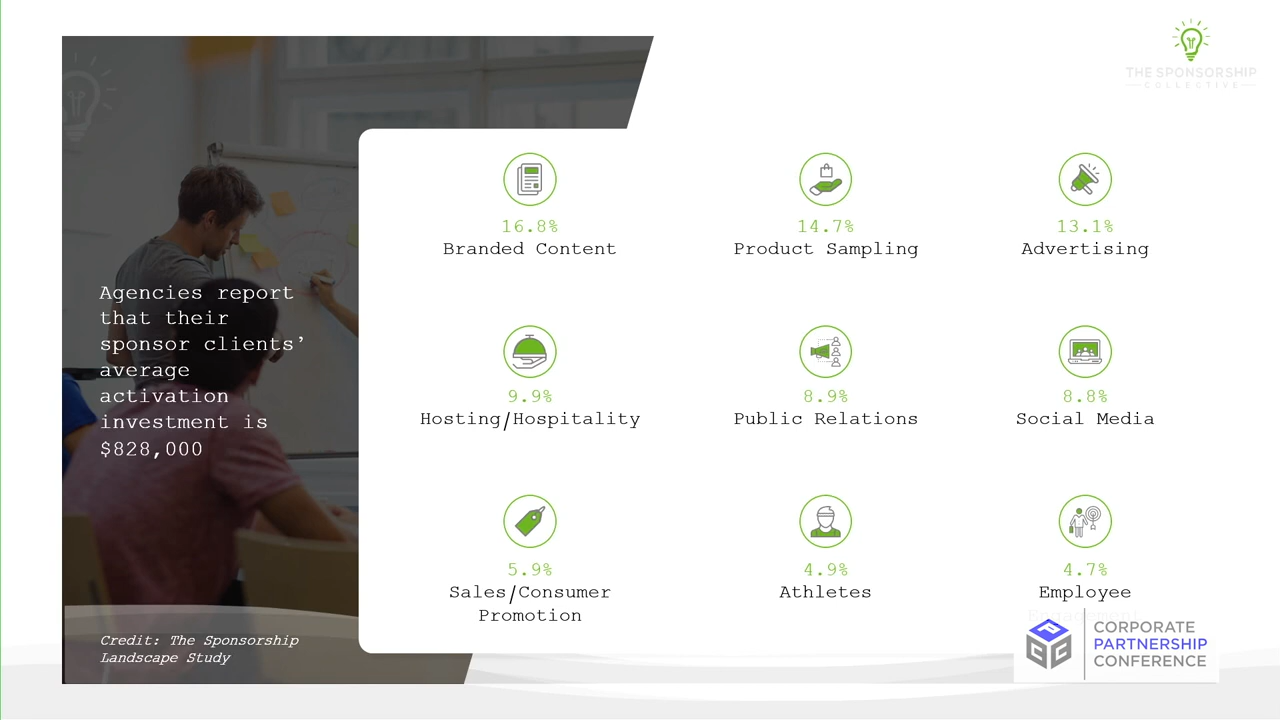 THE SPONSORSHIP
COLLECTIVE
Agencies report
that their
sponsor clients’
average
activation
investment is
$828,000
Credit: The Sponsorship
Landscape Study
16.8%
Branded Content
14.7%
Product Sampling
13.1%
Advertising
9.9%
Hosting/Hospitality
8.9%
Public Relations
8.8%
Social Media
5.9%
Sales/Consumer
Promotion
4.9%
Athletes
4.7%
Employee
Engagement
CORPORATE
PARTNERSHIP
CONFERENCE